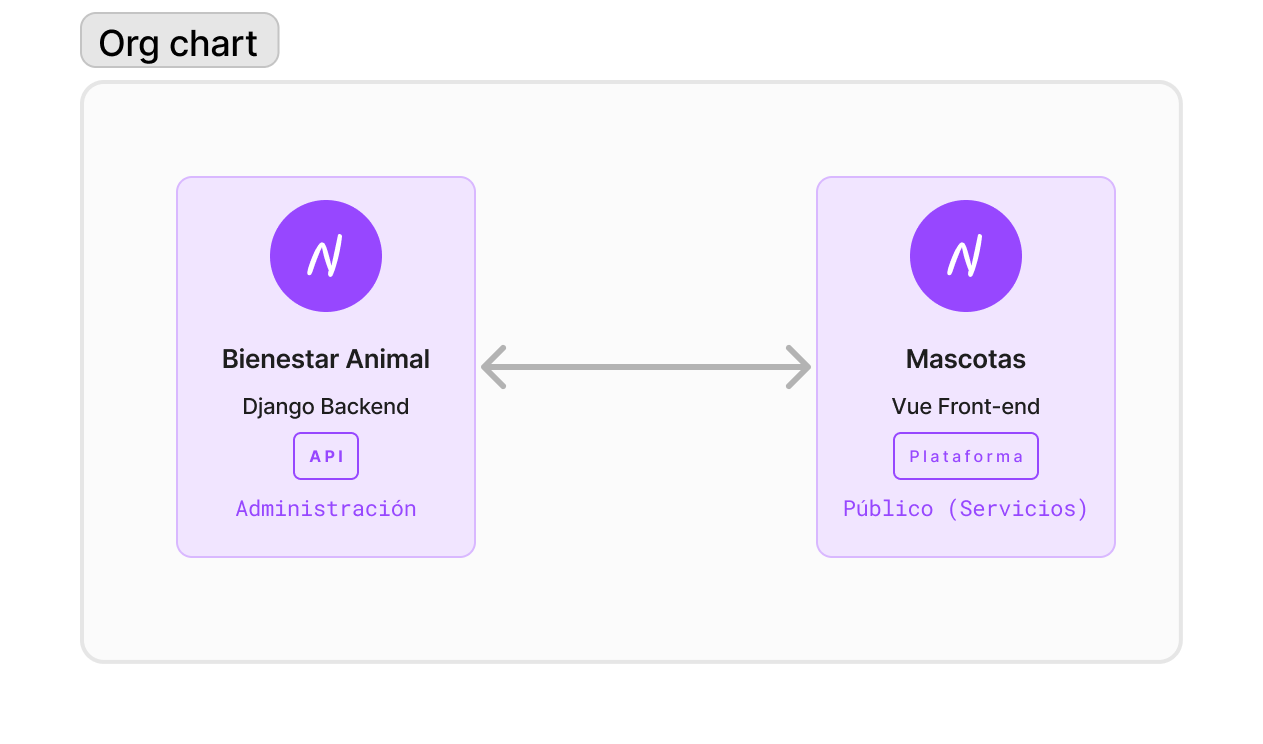 Org chart
Bienestar Animal
Django Backend
API
Administración
Mascotas
Vue Front-end
Plataforma
Público (Servicios)